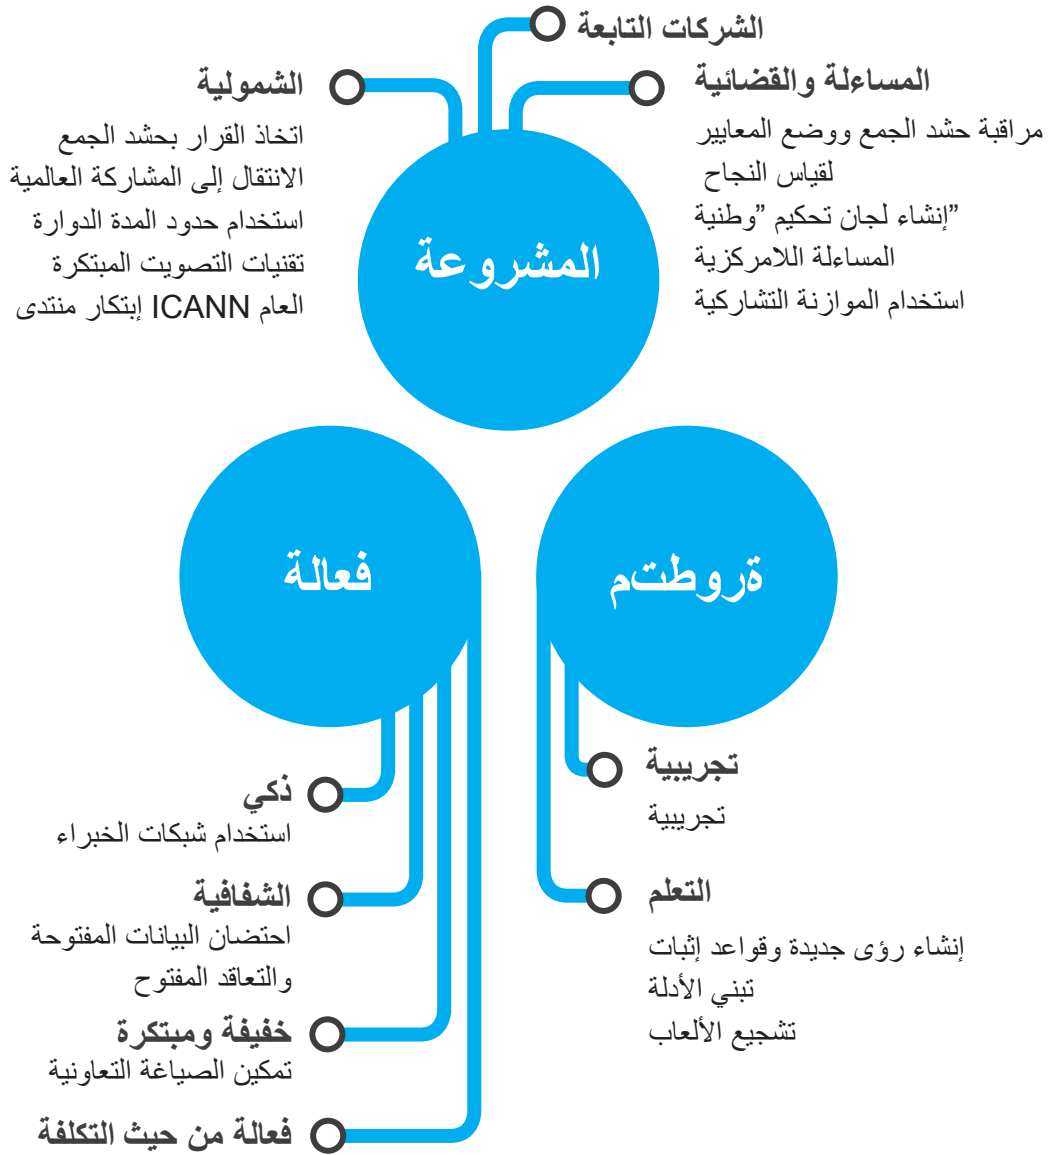 الشركات التابعة
المساءلة والقضائية
مراقبة حشد الجمع ووضع المعايير
لقياس النجاح
”إنشاء لجان تحكيم ”وطنية
المساءلة اللامركزية
استخدام الموازنة التشاركية
الشمولية
اتخاذ القرار بحشد الجمع
الانتقال إلى المشاركة العالمية
استخدام حدود المدة الدوارة
تقنيات التصويت المبتكرة
العام ICANN إبتكار منتدى
المشروعة
ةروطتم
فعالة
تجريبية
تجريبية
التعلم
إنشاء رؤى جديدة وقواعد إثبات
تبني الأدلة
تشجيع الألعاب
ذكي
استخدام شبكات الخبراء
الشفافية
احتضان البيانات المفتوحة
والتعاقد المفتوح
خفيفة ومبتكرة
تمكين الصياغة التعاونية
فعالة من حيث التكلفة